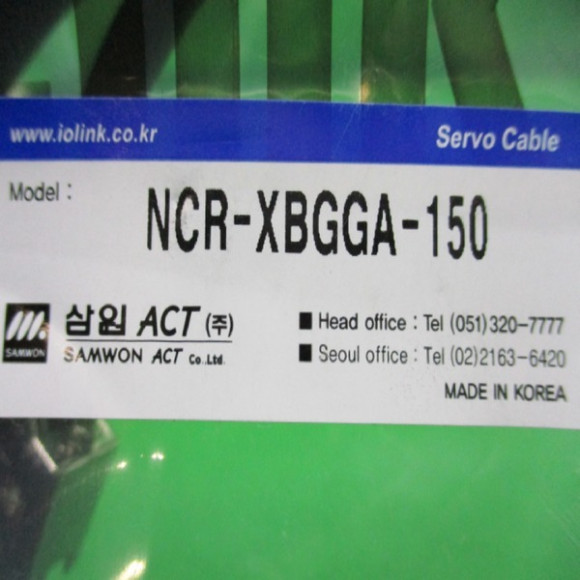 www.iolink.co.kr
Servo Cable
Model :
NCR-XBGGA-150
SAMWON
삼원 ACT (주)
SAMWON ACT Co.,Ltd.
■ Head office : Tel (051)320-7777
■ Seoul office : Tel (02)2163-6420
MADE IN KOREA